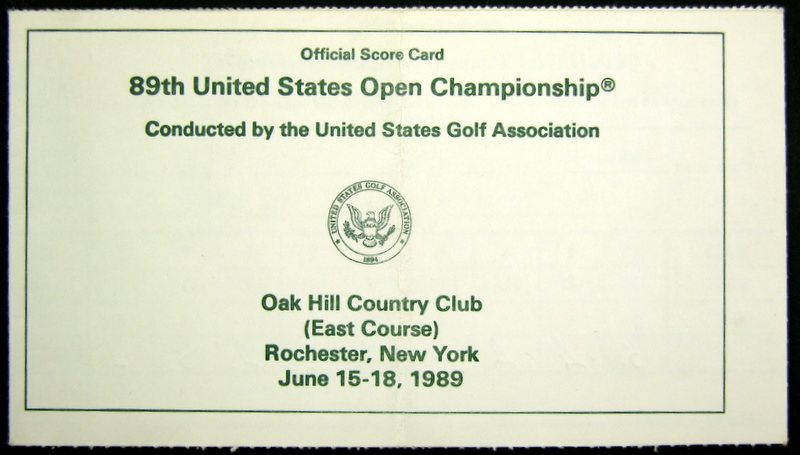 Official Score Card
89th United States Open Championship®
Conducted by the United States Golf Association
UNITED STATES GOLF ASSOCIATION
1894
Oak Hill Country Club
(East Course)
Rochester, New York
June 15-18, 1989